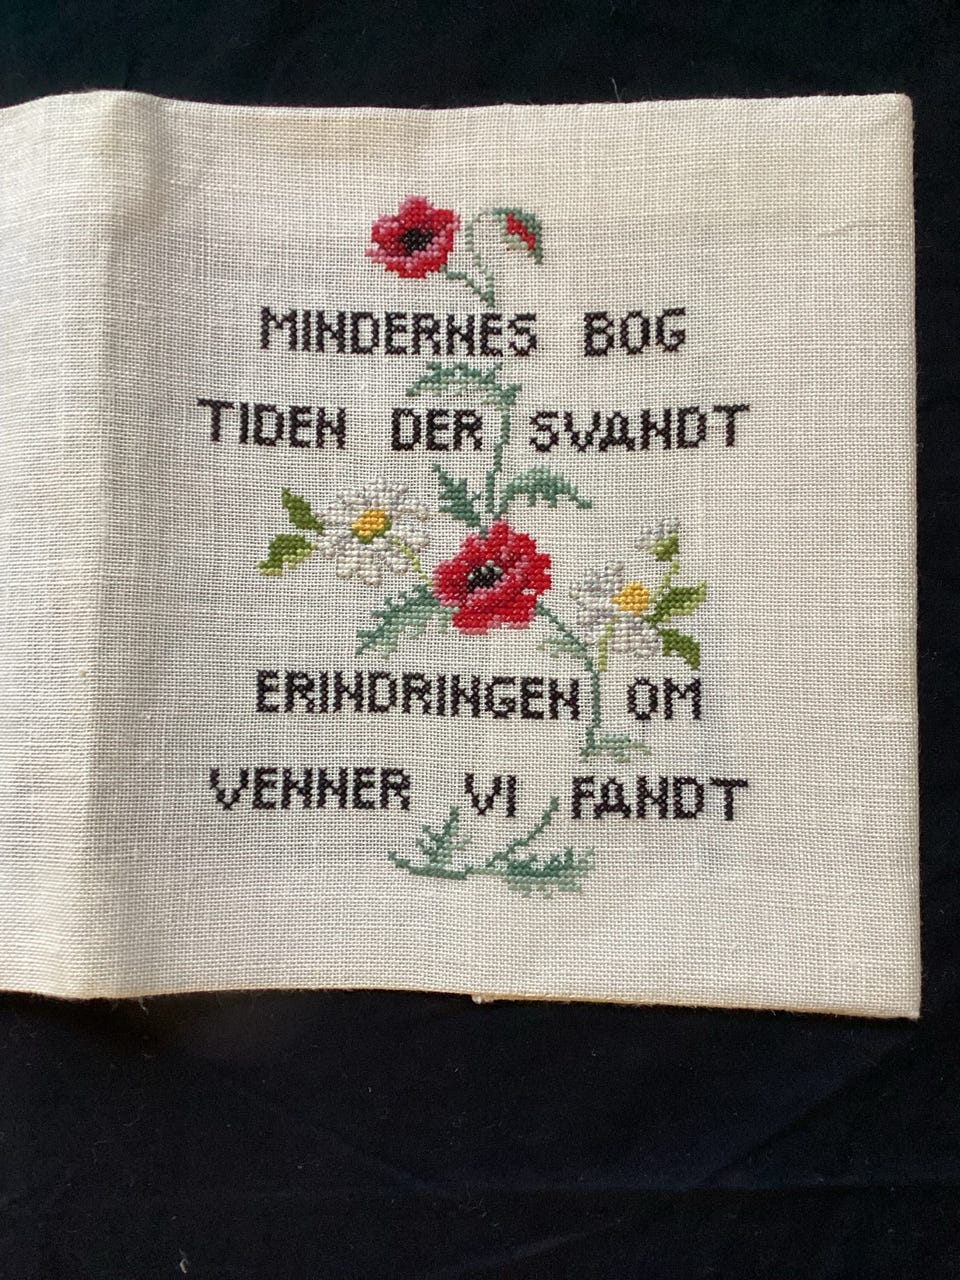 MINDERNES BOG
TIDEN DER SVANDT
ERINDRINGEN OM
VENNER VI FANDT